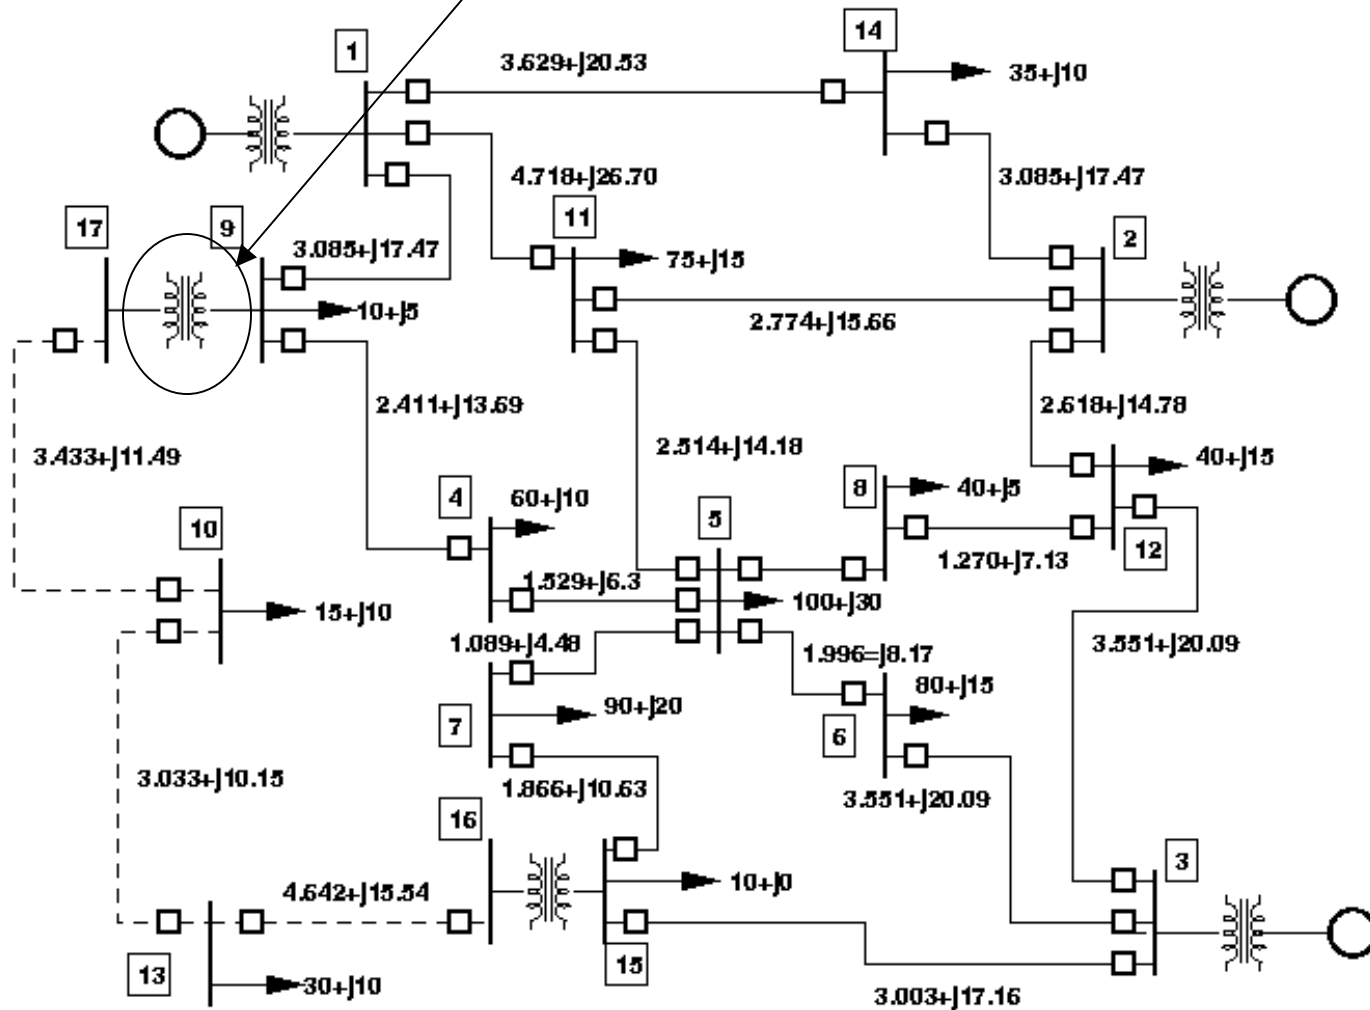 14
1
3.629+j20.53
35+j10
4.718+j26.70
3.085+j17.47
17
9
11
2
3.085+j17.47
75+j15
10+j5
2.774+j15.66
2.411+j13.69
2.618+j14.78
3.433+j11.49
2.514+j14.18
40+j15
4
60+j10
8
40+j5
5
10
12
1.270+j7.13
1.529+j6.3
100+j30
15+j10
1.089+j4.48
1.996=j8.17
3.551+j20.09
80+j15
7
90+j20
6
3.033+j10.15
1.866+j10.63
3.551+j20.09
16
3
4.642+j15.54
10+j0
13
15
30+j10
3.003+j17.16